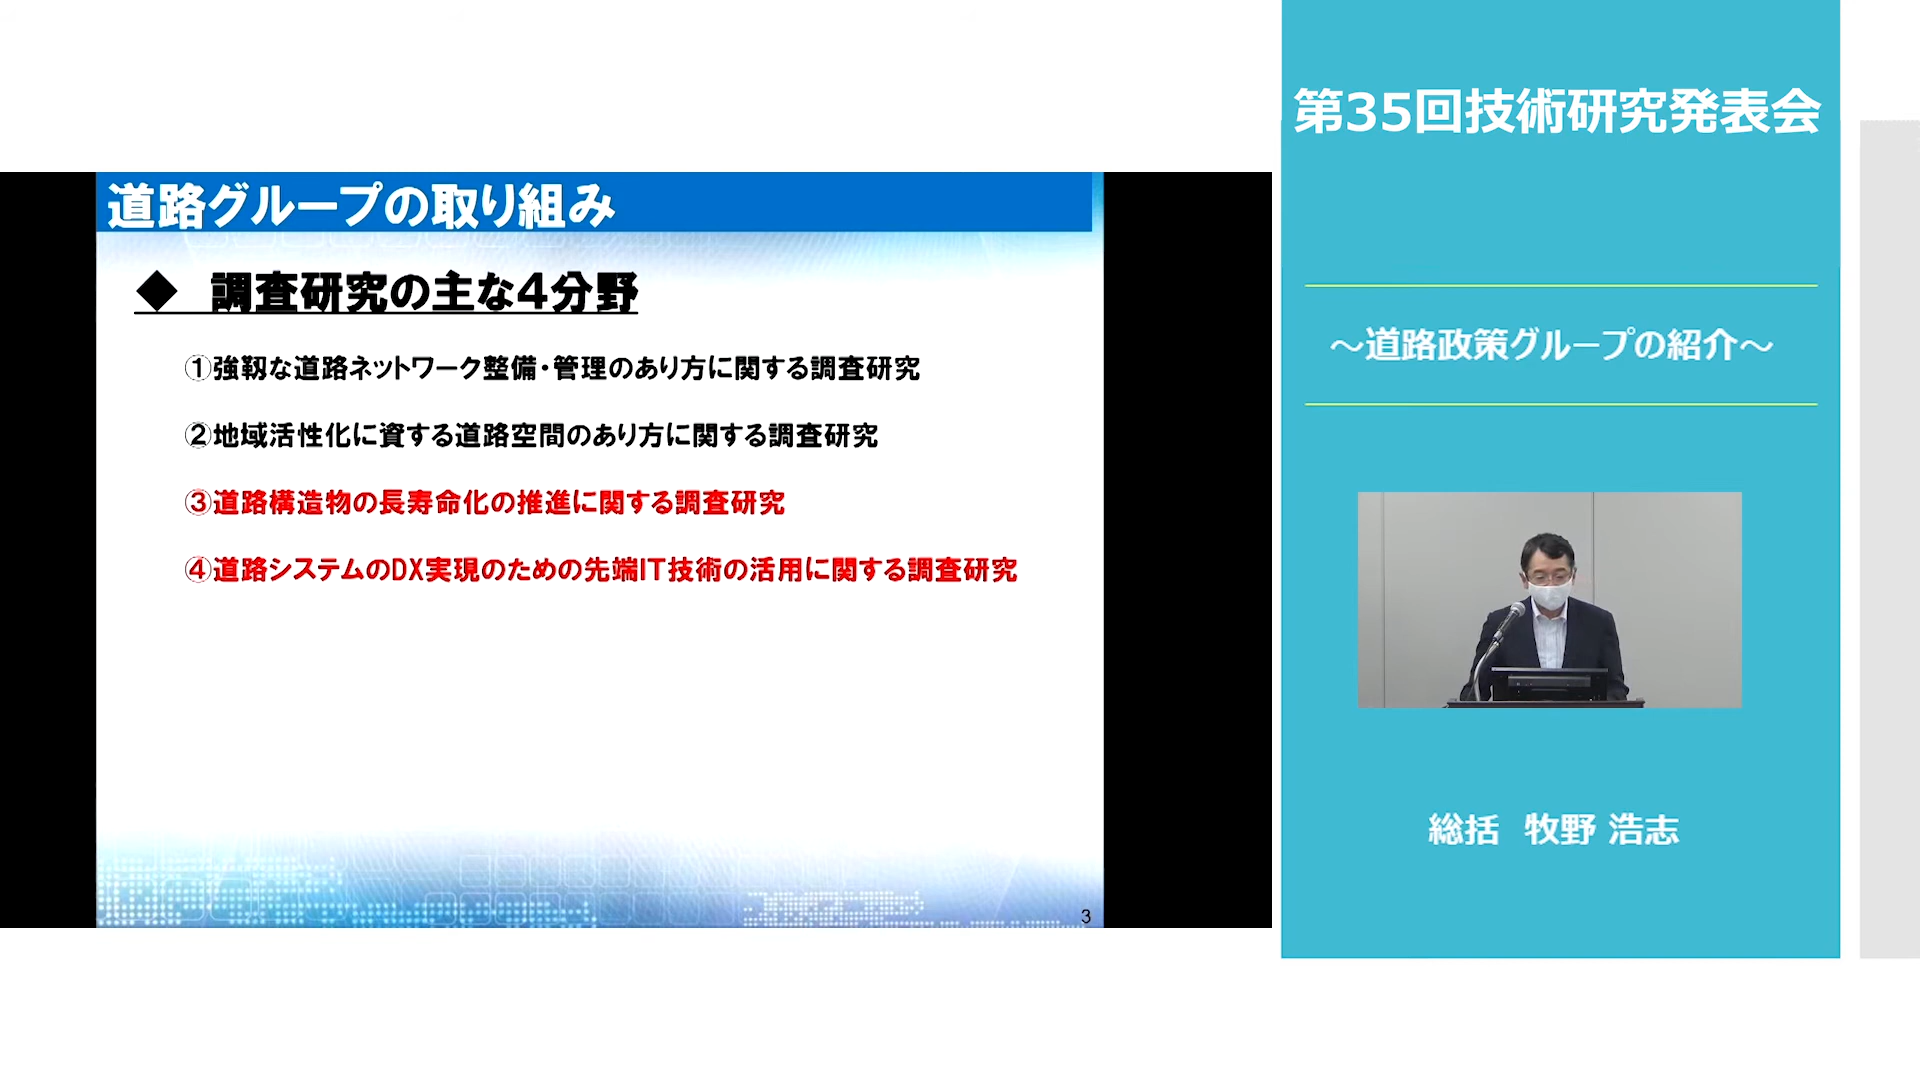 道路グループの取り組み
◆ 調査研究の主な4分野
①強靭な道路ネットワーク整備・管理のあり方に関する調査研究
②地域活性化に資する道路空間のあり方に関する調査研究
③道路構造物の長寿命化の推進に関する調査研究
④道路システムのDX実現のための先端IT技術の活用に関する調査研究
3
第35回技術研究発表会
～道路政策グループの紹介～
総括 牧野 浩志